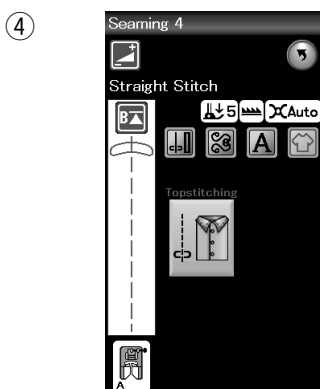 ④
Seaming 4
Straight Stitch
B
5 Auto
A
Topstitching
A